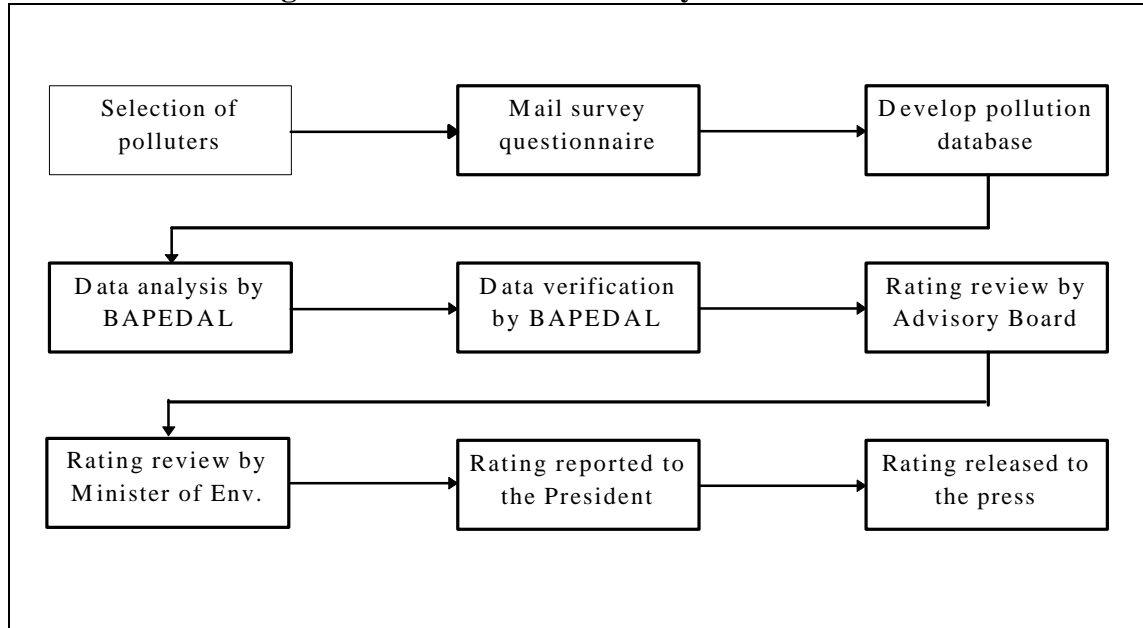 Selection of
polluters
Mail survey
questionnaire
Develop pollution
database
Data analysis by
BAPEDAL
Data verification
by BAPEDAL
Rating review by
Advisory Board
Rating review by
Minister of Env.
Rating reported to
the President
Rating released to
the press